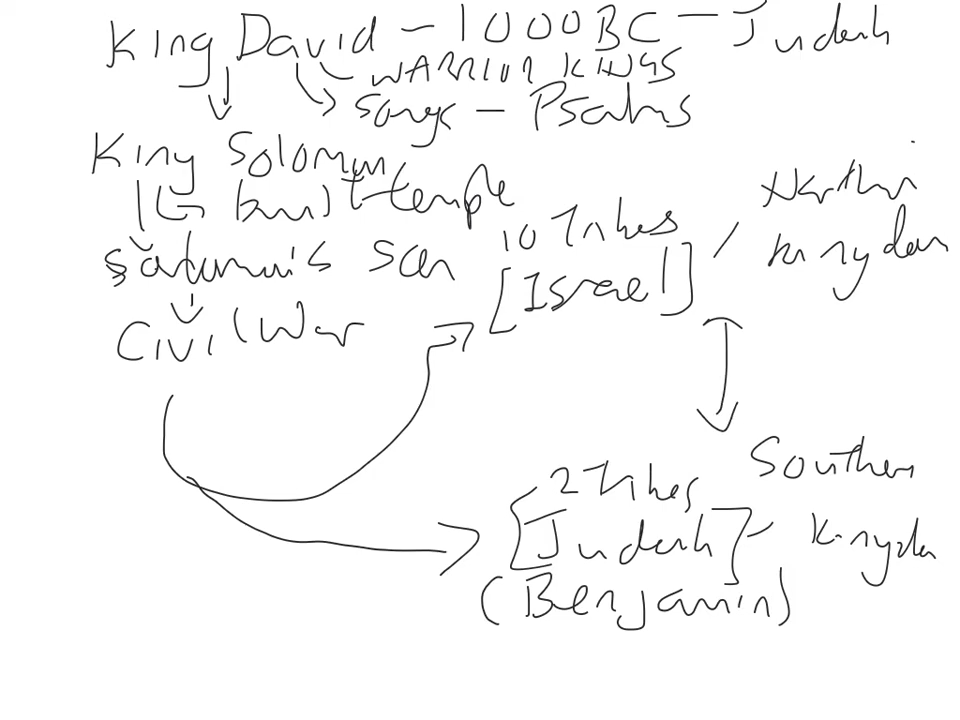 King David - 1000BC - Judah
WARRIOR KINGS
Songs - Psalms
King Solomon
built temple
son
Civil War
10 Tribes
[Israel]
Northern
Kingdom
2 Tribes
[Judah]
(Benjamin)
Southern
Kingdom